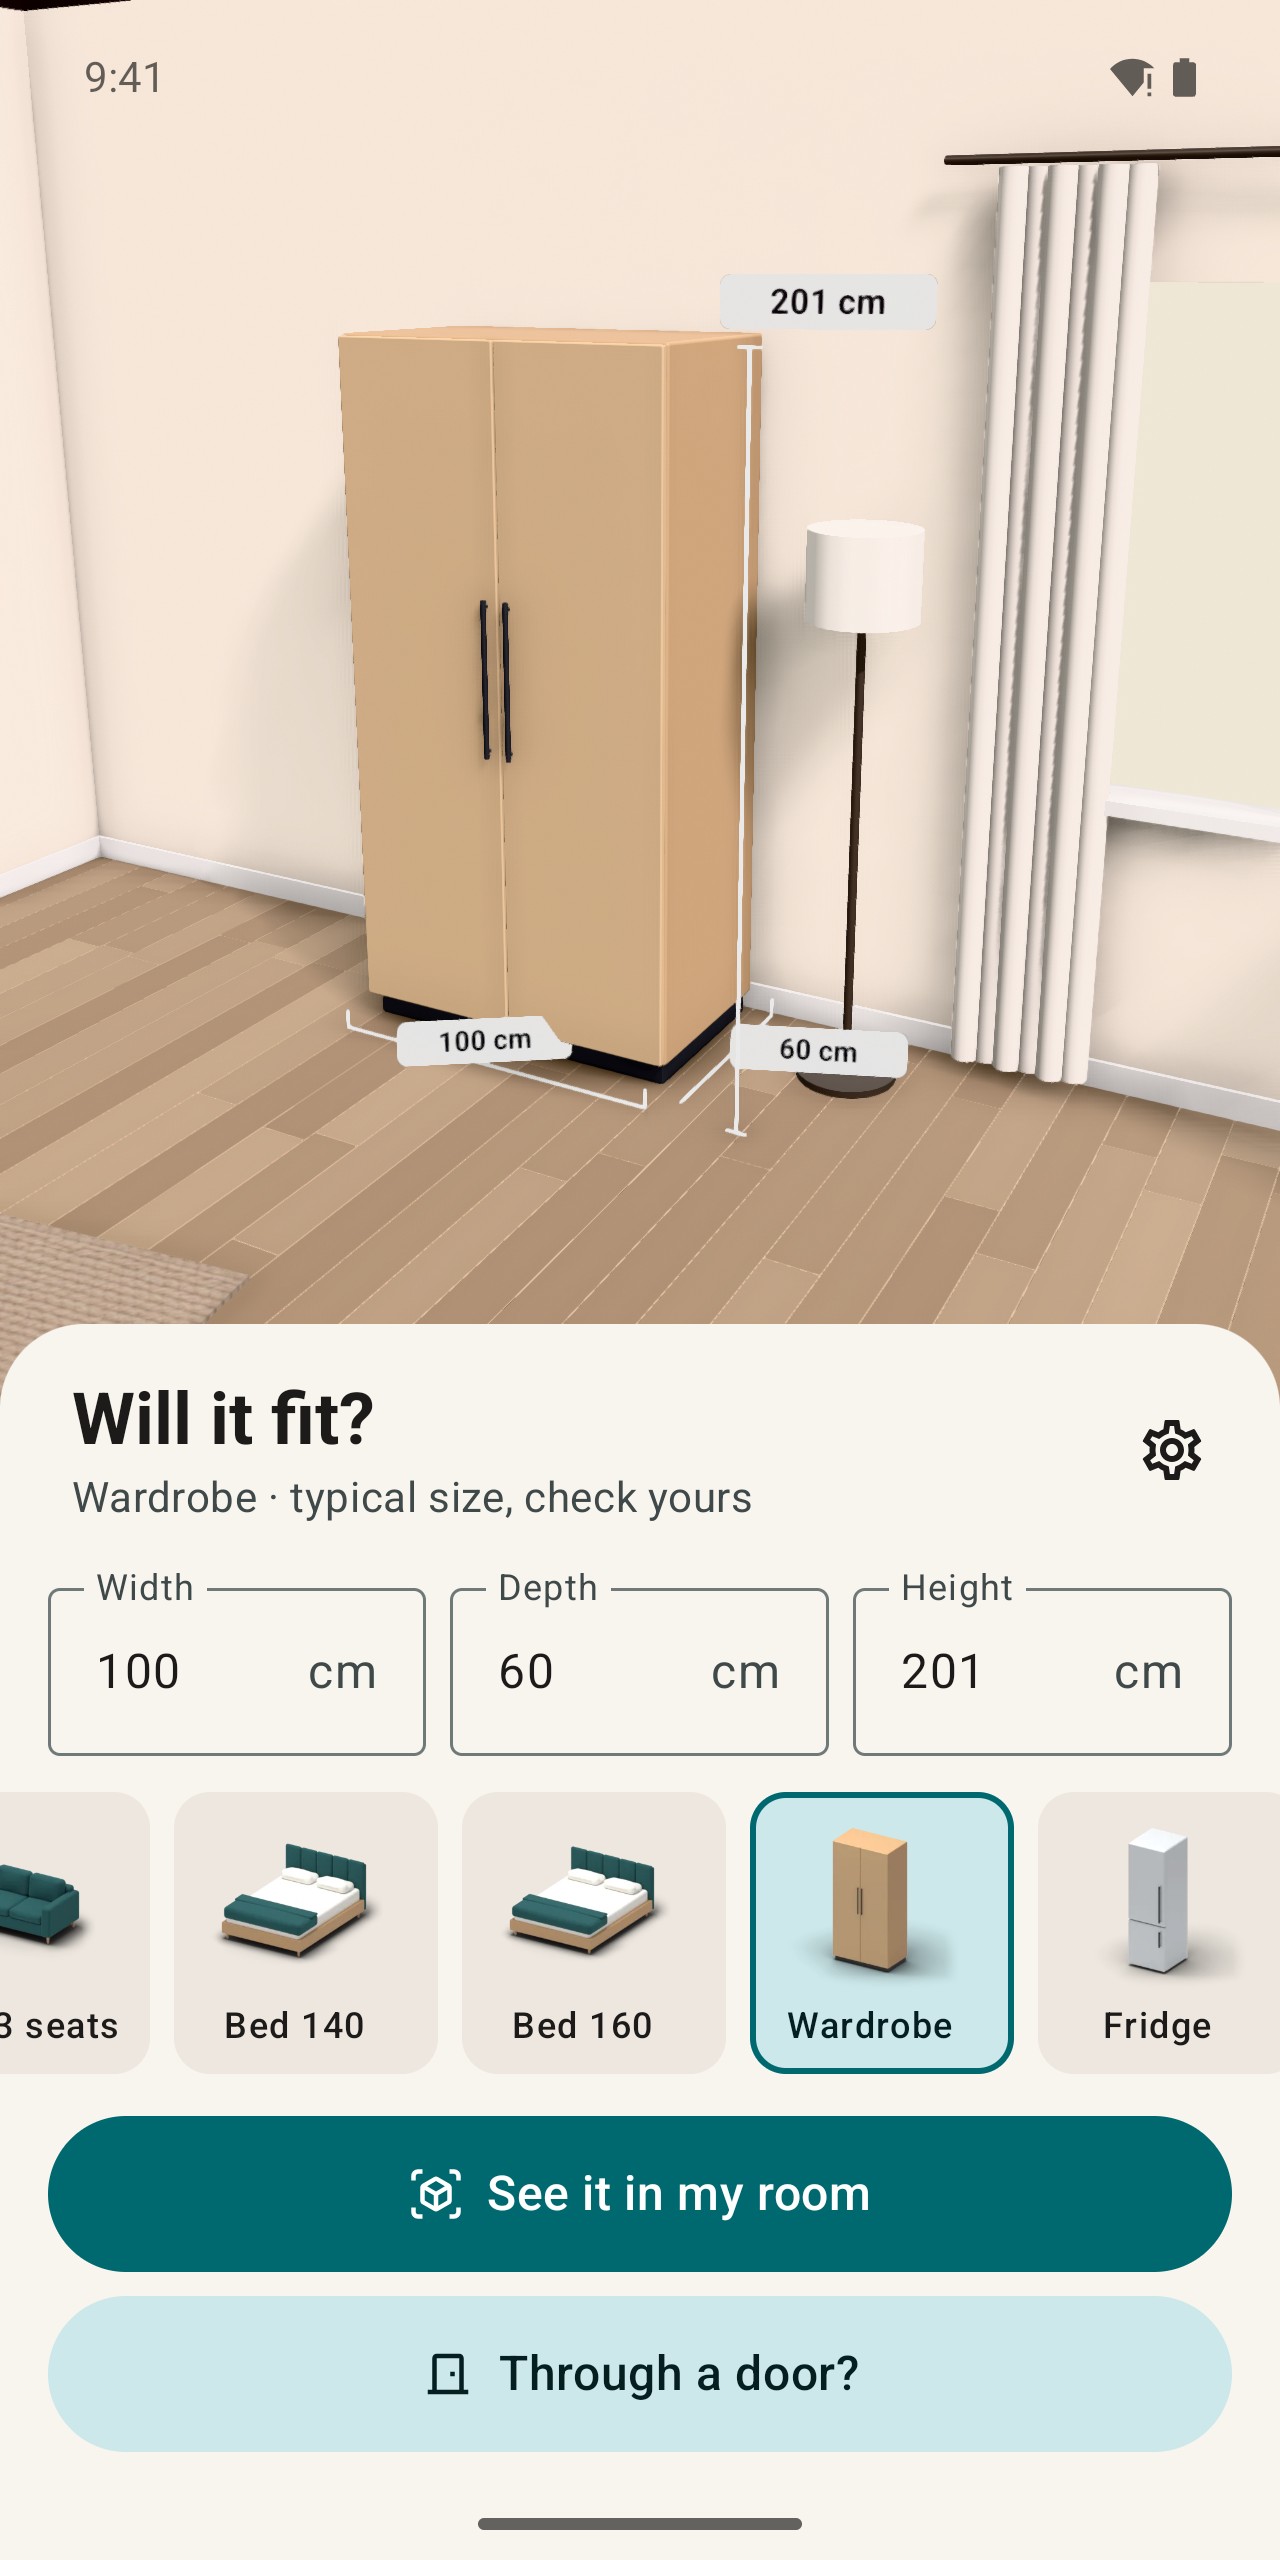 9:41
201 cm
100 cm
60 cm
Will it fit?
Wardrobe · typical size, check yours
Width
Depth
Height
100 cm
60 cm
201 cm
3 seats
Bed 140
Bed 160
Wardrobe
Fridge
See it in my room
Through a door?